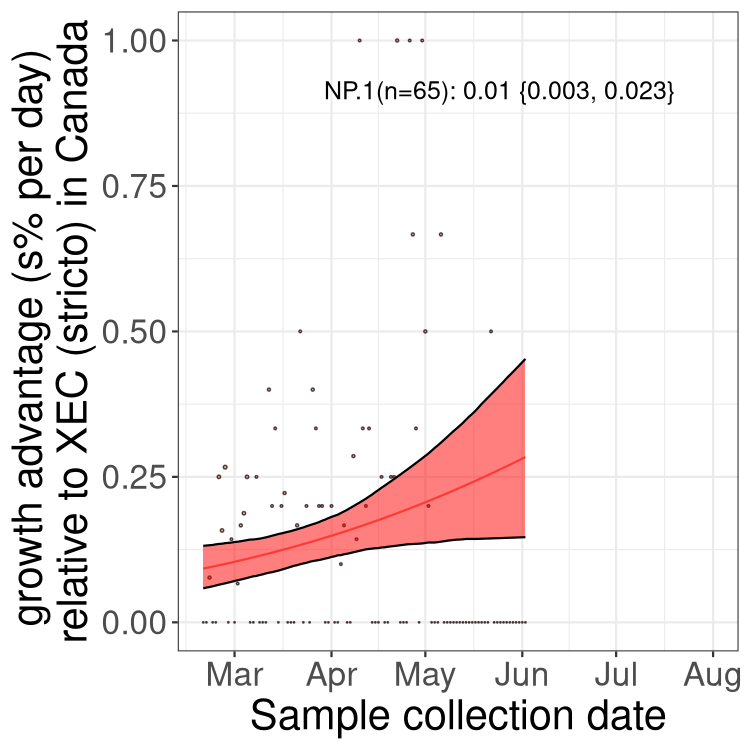 growth advantage (s% per day)
relative to XEC (stricto) in Canada
1.00
0.75
0.50
0.25
0.00
NP.1(n=65): 0.01 {0.003, 0.023}
Mar Apr May Jun Jul Aug
Sample collection date